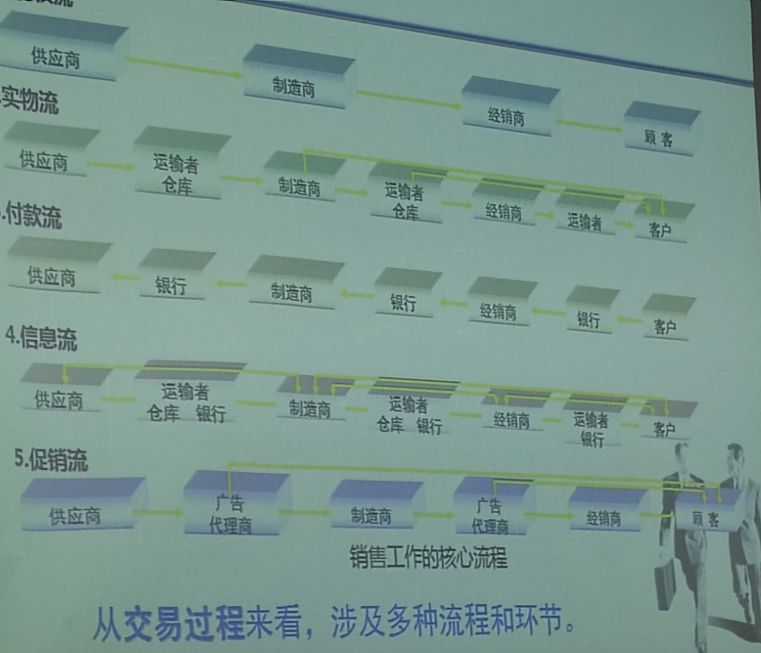 供应商 制造商 经销商 顾 客
实物流
供应商 运输者 制造商 运输者 经销商 运输者 客户
仓库 仓库
.付款流
供应商 银行 制造商 银行 经销商 银行 客户
4.信息流
供应商 运输者 制造商 运输者 经销商 运输者 客户
仓库 银行 仓库 银行 银行
5.促销流
供应商 广告 制造商 广告 经销商 顾 客
代理商 代理商
销售工作的核心流程
从交易过程来看，涉及多种流程和环节。